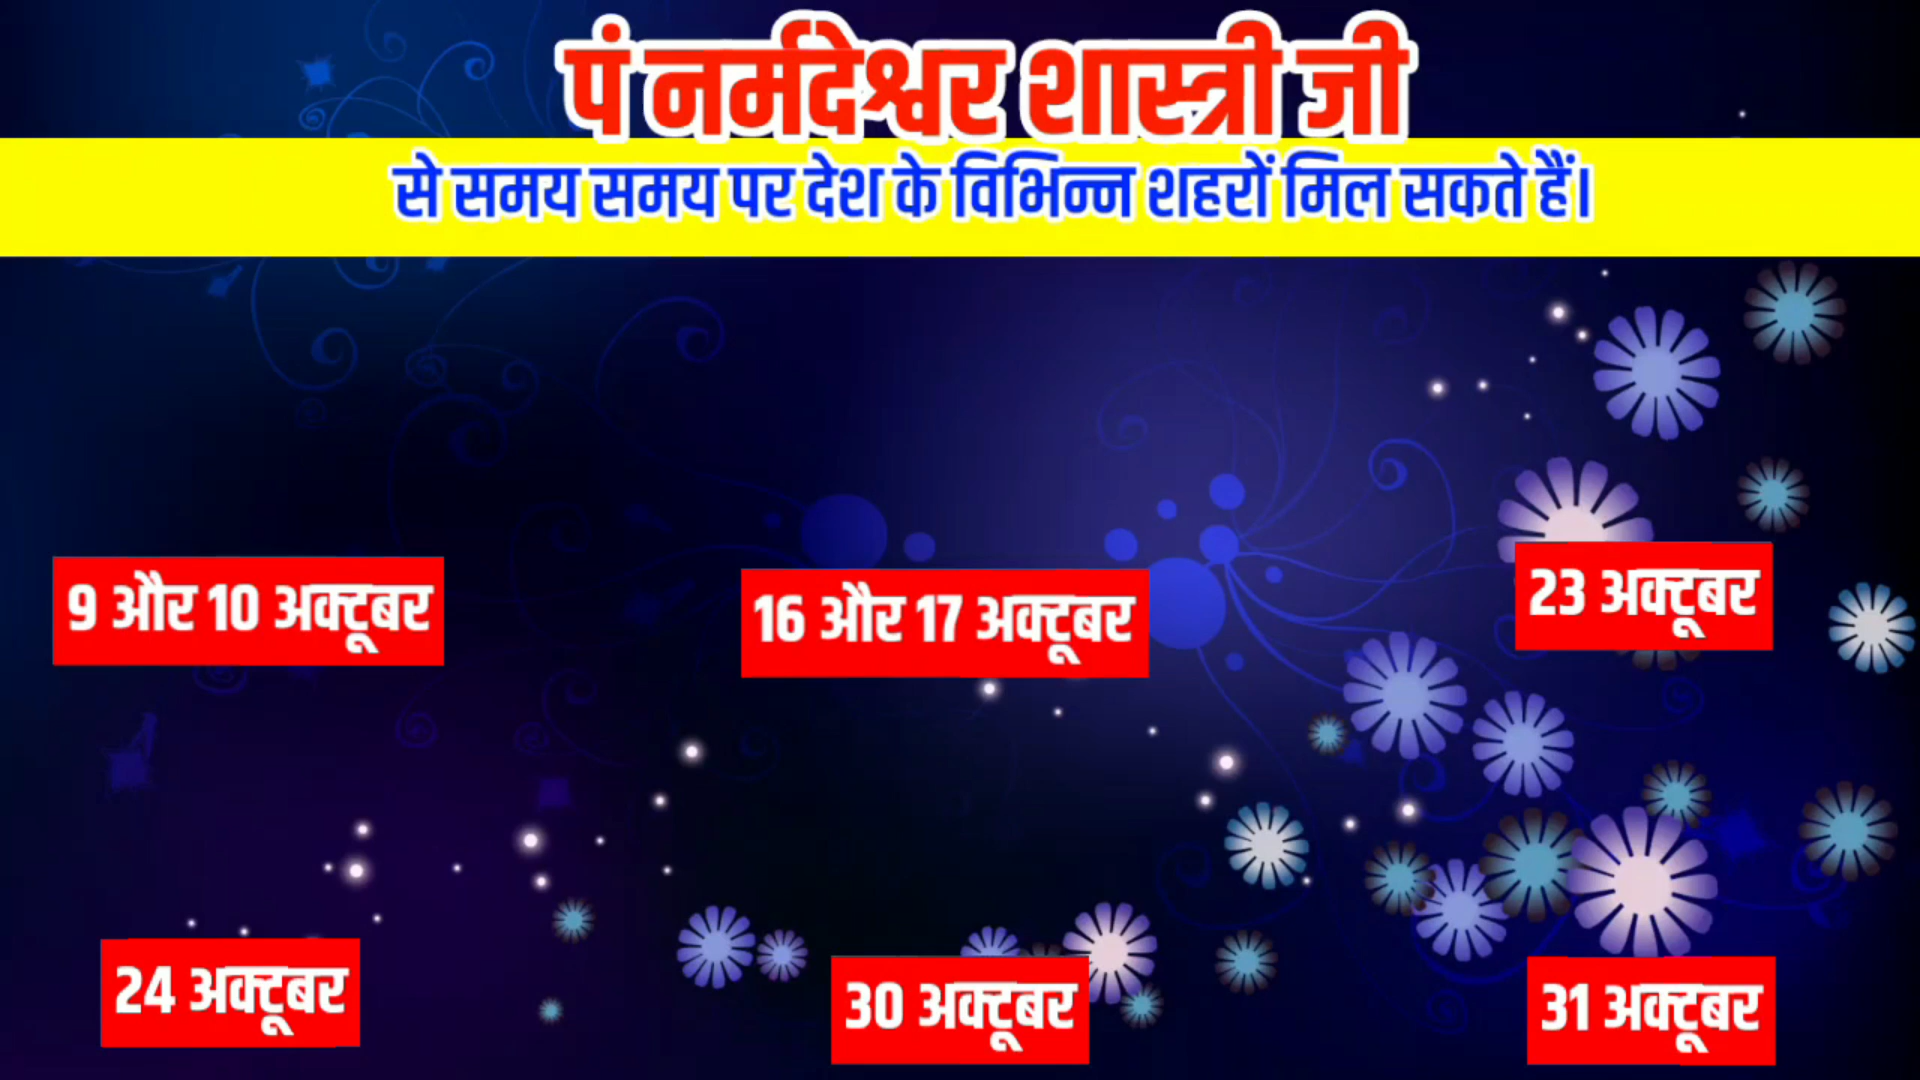 पं नर्मदेश्वर शास्त्री जी
से समय समय पर देश के विभिन्न शहरों मिल सकते हैं।
9 और 10 अक्टूबर
16 और 17 अक्टूबर
23 अक्टूबर
24 अक्टूबर
30 अक्टूबर
31 अक्टूबर